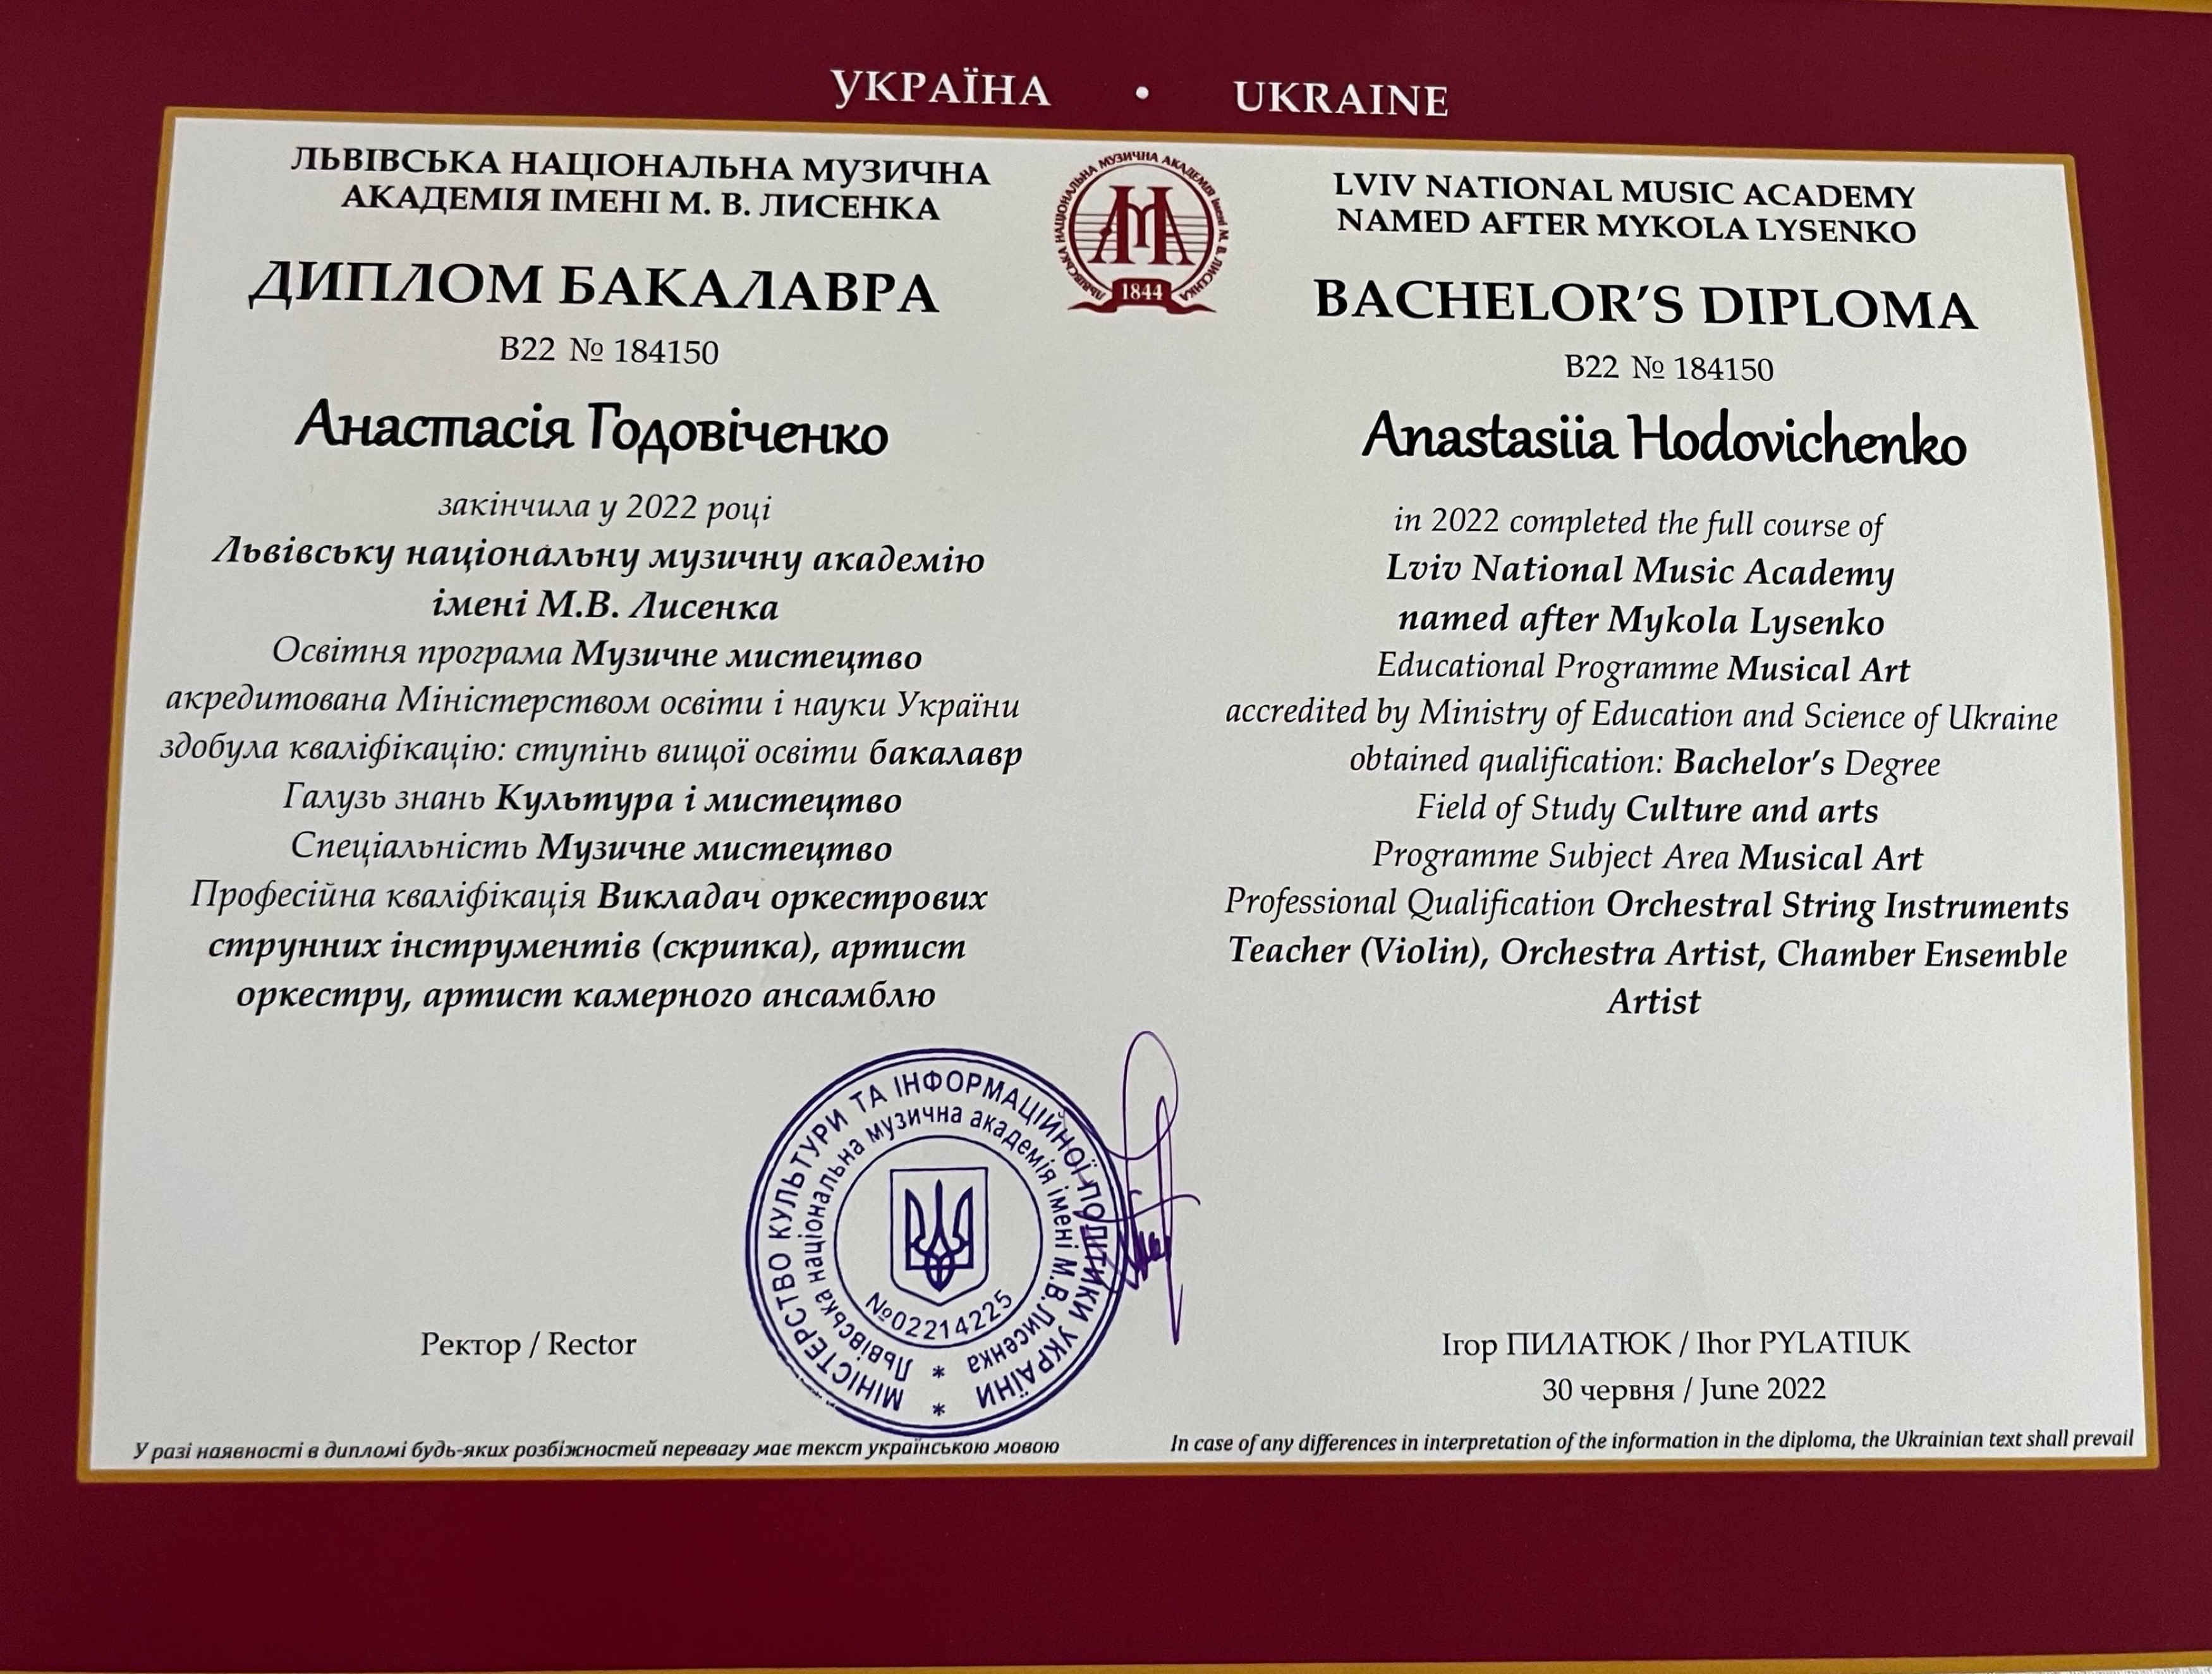 УКРАЇНА • UKRAINE
ЛЬВІВСЬКА НАЦІОНАЛЬНА МУЗИЧНА
АКАДЕМІЯ ІМЕНІ М. В. ЛИСЕНКА
ДИПЛОМ БАКАЛАВРА
В22 № 184150
Анастасія Годовіченко
закінчила у 2022 році
Львівську національну музичну академію
імені М.В. Лисенка
Освітня програма Музичне мистецтво
акредитована Міністерством освіти і науки України
здобула кваліфікацію: ступінь вищої освіти бакалавр
Галузь знань Культура і мистецтво
Спеціальність Музичне мистецтво
Професійна кваліфікація Викладач оркестрових
струнних інструментів (скрипка), артист
оркестру, артист камерного ансамблю
ЛЬВІВСЬКА НАЦІОНАЛЬНА МУЗИЧНА АКАДЕМІЯ імені М. В. ЛИСЕНКА
1844
LVIV NATIONAL MUSIC ACADEMY
NAMED AFTER MYKOLA LYSENKO
BACHELOR'S DIPLOMA
B22 № 184150
Anastasiia Hodovichenko
in 2022 completed the full course of
Lviv National Music Academy
named after Mykola Lysenko
Educational Programme Musical Art
accredited by Ministry of Education and Science of Ukraine
obtained qualification: Bachelor's Degree
Field of Study Culture and arts
Programme Subject Area Musical Art
Professional Qualification Orchestral String Instruments
Teacher (Violin), Orchestra Artist, Chamber Ensemble
Artist
МІНІСТЕРСТВО КУЛЬТУРИ ТА ІНФОРМАЦІЙНОЇ ПОЛІТИКИ УКРАЇНИ *
Львівська національна музична академія імені М.В.Лисенка *
№02214225
Ректор / Rector
Ігор ПИЛАТЮК / Ihor PYLATIUK
30 червня / June 2022
У разі наявності в дипломі будь-яких розбіжностей перевагу має текст українською мовою
In case of any differences in interpretation of the information in the diploma, the Ukrainian text shall prevail